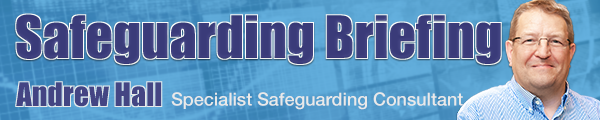 Safeguarding Briefing
Andrew Hall Specialist Safeguarding Consultant